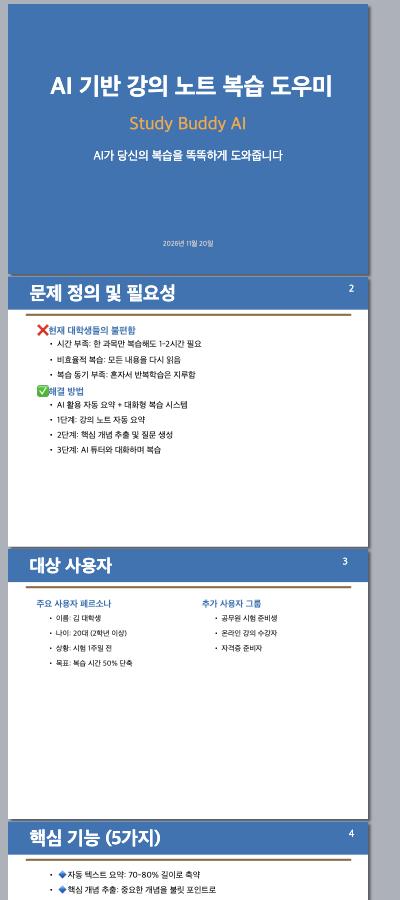 AI 기반 강의 노트 복습 도우미
Study Buddy AI
AI가 당신의 복습을 똑똑하게 도와줍니다
2026년 11월 20일
문제 정의 및 필요성
2
❌현재 대학생들의 불편함
• 시간 부족: 한 과목만 복습해도 1-2시간 필요
• 비효율적 복습: 모든 내용을 다시 읽음
• 복습 동기 부족: 혼자서 반복학습은 지루함
✅해결 방법
• AI 활용 자동 요약 + 대화형 복습 시스템
• 1단계: 강의 노트 자동 요약
• 2단계: 핵심 개념 추출 및 질문 생성
• 3단계: AI 튜터와 대화하며 복습
대상 사용자
3
주요 사용자 페르소나
• 이름: 김 대학생
• 나이: 20대 (2학년 이상)
• 상황: 시험 1주일 전
• 목표: 복습 시간 50% 단축
추가 사용자 그룹
• 공무원 시험 준비생
• 온라인 강의 수강자
• 자격증 준비자
핵심 기능 (5가지)
4
• 🔷자동 텍스트 요약: 70-80% 길이로 축약
• 🔷핵심 개념 추출: 중요한 개념을 불릿 포인트로